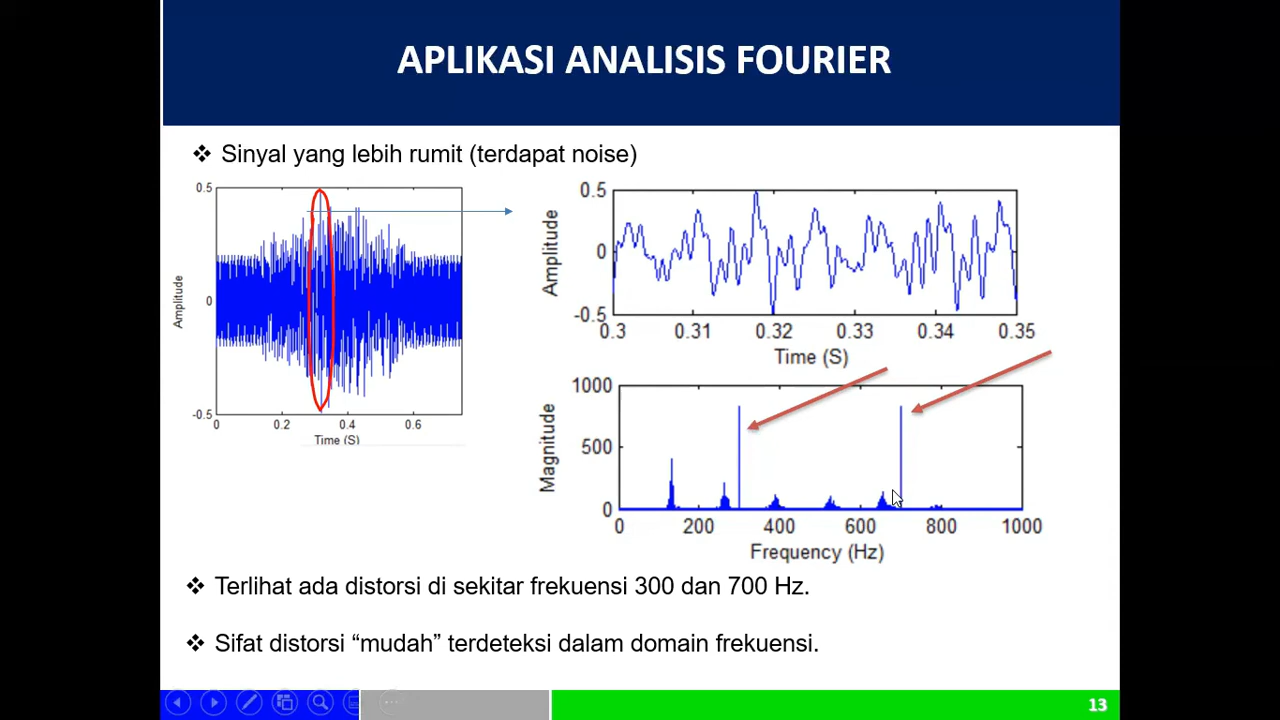 APLIKASI ANALISIS FOURIER
❖ Sinyal yang lebih rumit (terdapat noise)
0.5
0
-0.5
Amplitude
0 0.2 0.4 0.6
Time (S)
0.5
0
-0.5
Amplitude
0.3 0.31 0.32 0.33 0.34 0.35
Time (S)
1000
500
0
Magnitude
0 200 400 600 800 1000
Frequency (Hz)
❖ Terlihat ada distorsi di sekitar frekuensi 300 dan 700 Hz.
❖ Sifat distorsi “mudah” terdeteksi dalam domain frekuensi.
13